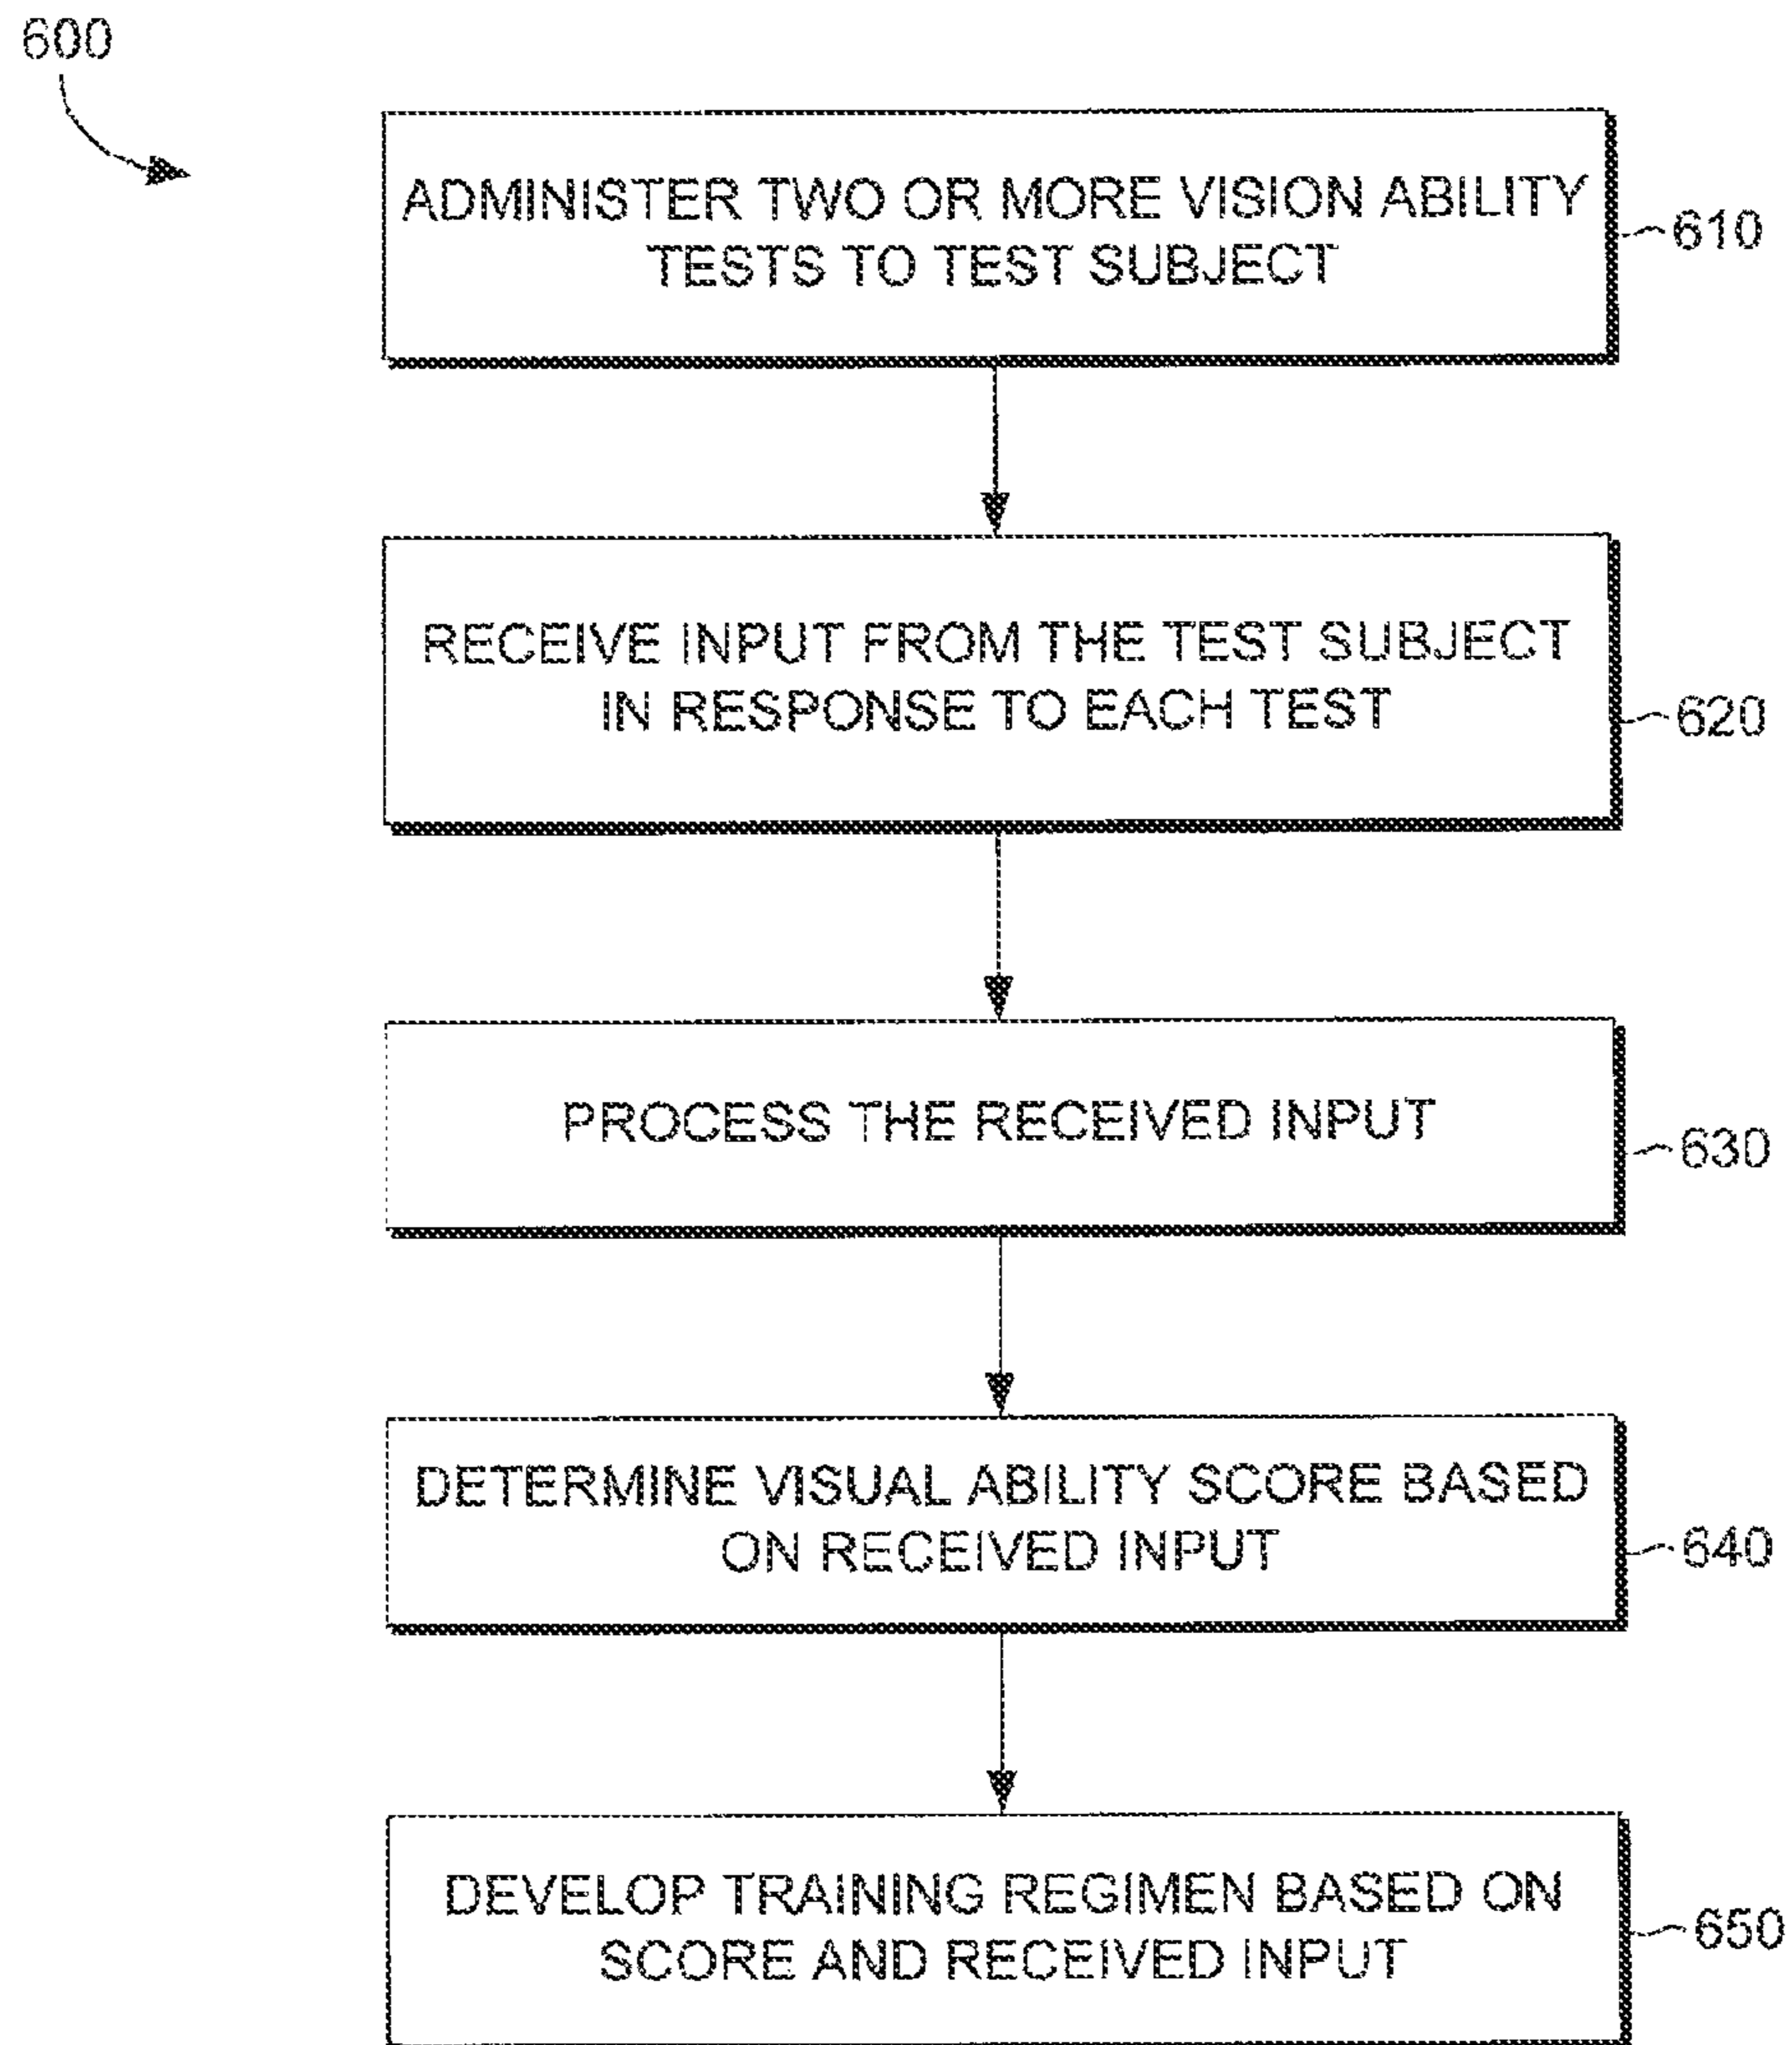 600
ADMINISTER TWO OR MORE VISION ABILITY
TESTS TO TEST SUBJECT
610
RECEIVE INPUT FROM THE TEST SUBJECT
IN RESPONSE TO EACH TEST
620
PROCESS THE RECEIVED INPUT
630
DETERMINE VISUAL ABILITY SCORE BASED
ON RECEIVED INPUT
640
DEVELOP TRAINING REGIMEN BASED ON
SCORE AND RECEIVED INPUT
650